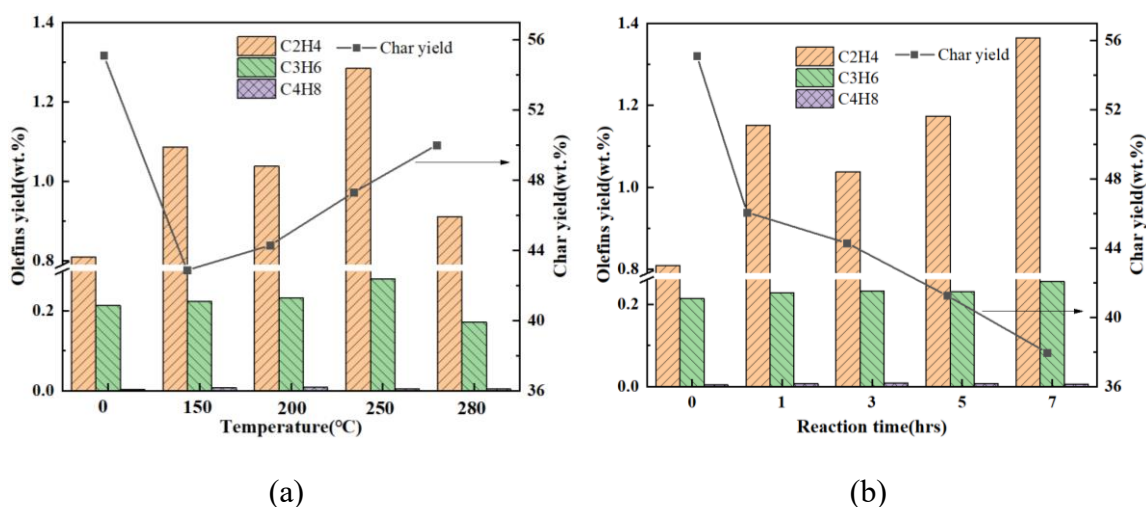 1.4
1.2
1.0
0.8
0.2
0.0
Olefins yield(wt.%)
C2H4
C3H6
C4H8
Char yield
56
52
48
44
40
36
Char yield(wt.%)
0 150 200 250 280
Temperature(°C)
(a)
1.4
1.2
1.0
0.8
0.2
0.0
Olefins yield(wt.%)
C2H4
C3H6
C4H8
Char yield
56
52
48
44
40
36
Char yield(wt.%)
0 1 3 5 7
Reaction time(hrs)
(b)